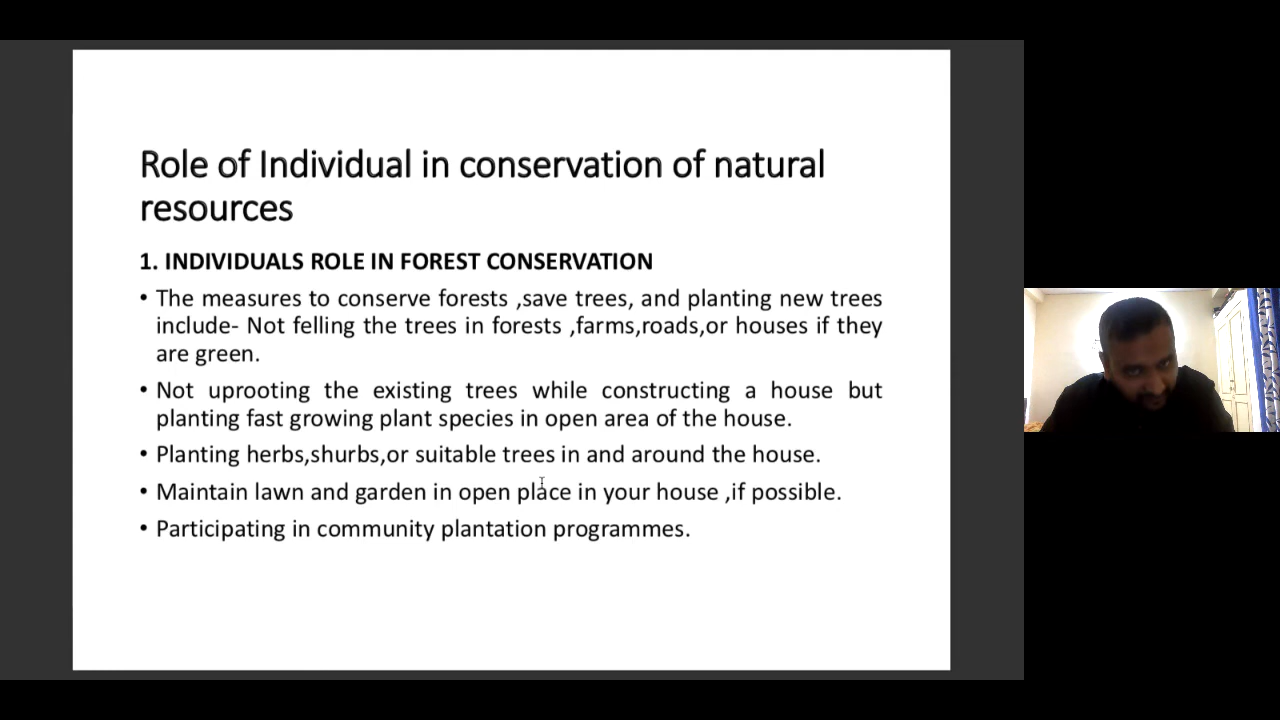 Role of Individual in conservation of natural
resources
1. INDIVIDUALS ROLE IN FOREST CONSERVATION
• The measures to conserve forests ,save trees, and planting new trees
include- Not felling the trees in forests ,farms,roads,or houses if they
are green.
• Not uprooting the existing trees while constructing a house but
planting fast growing plant species in open area of the house.
• Planting herbs,shurbs,or suitable trees in and around the house.
• Maintain lawn and garden in open place in your house ,if possible.
• Participating in community plantation programmes.